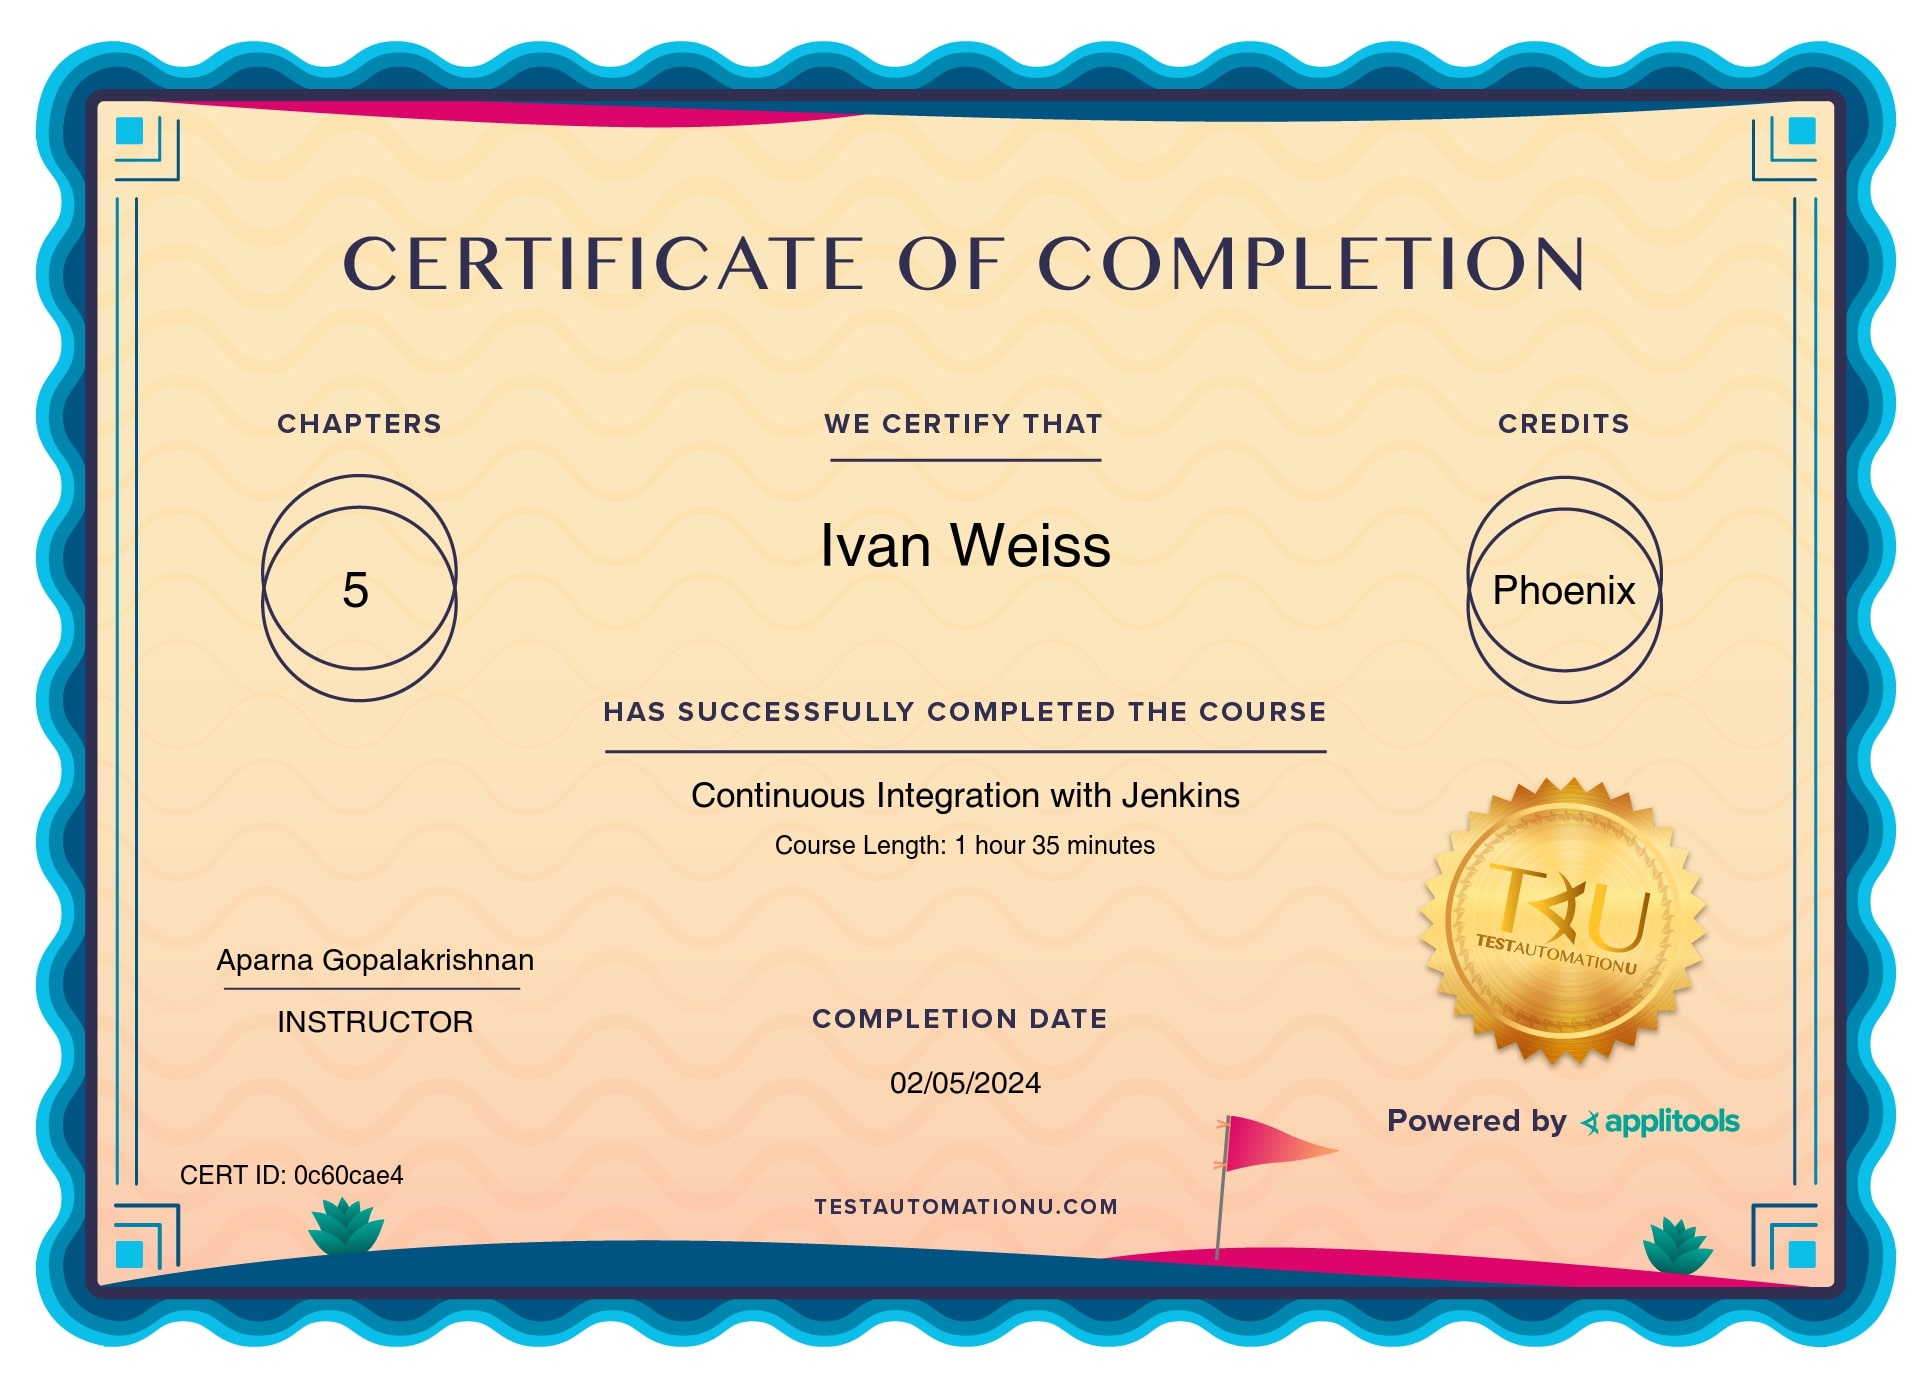 CERTIFICATE OF COMPLETION
CHAPTERS
5
WE CERTIFY THAT
Ivan Weiss
CREDITS
Phoenix
HAS SUCCESSFULLY COMPLETED THE COURSE
Continuous Integration with Jenkins
Course Length: 1 hour 35 minutes
Aparna Gopalakrishnan
INSTRUCTOR
COMPLETION DATE
02/05/2024
TAU
TESTAUTOMATIONU
Powered by applitools
CERT ID: 0c60cae4
TESTAUTOMATIONU.COM